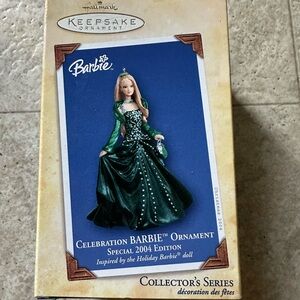 Hallmark
KEEPSAKE
ORNAMENT
Barbie
CELEBRATION BARBIE™ ORNAMENT
SPECIAL 2004 EDITION
Inspired by the Holiday Barbie® doll
COLLECTOR'S SERIES
décoration des fêtes